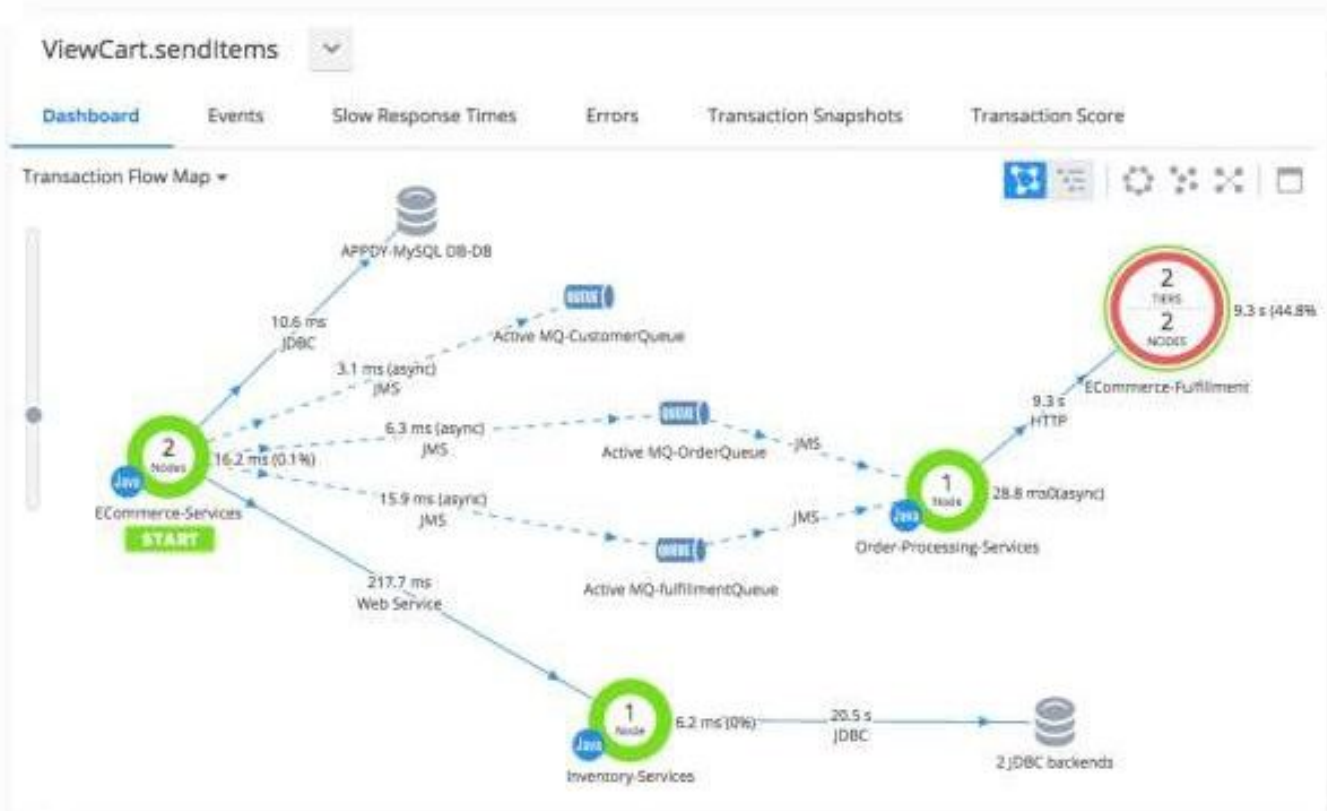 ViewCart.sendItems
Dashboard Events Slow Response Times Errors Transaction Snapshots Transaction Score
Transaction Flow Map
APPDY-MySQL DB-DB
10.6 ms
JDBC
QUEUE
Active MQ-CustomerQueue
3.1 ms (async)
JMS
2
TIERS
2
NODES
9.3 s (44.8%
ECommerce-Fulfillment
9.3 s
HTTP
6.3 ms (async)
JMS
QUEUE
Active MQ-OrderQueue
JMS
2
Nodes
Java
16.2 ms (0.1%)
ECommerce-Services
START
15.9 ms (async)
JMS
QUEUE
Active MQ-fulfillmentQueue
JMS
1
Node
Java
28.8 ms0(async)
Order-Processing-Services
217.7 ms
Web Service
1
Node
Java
6.2 ms (0%)
Inventory-Services
20.5 s
JDBC
2 JDBC backends